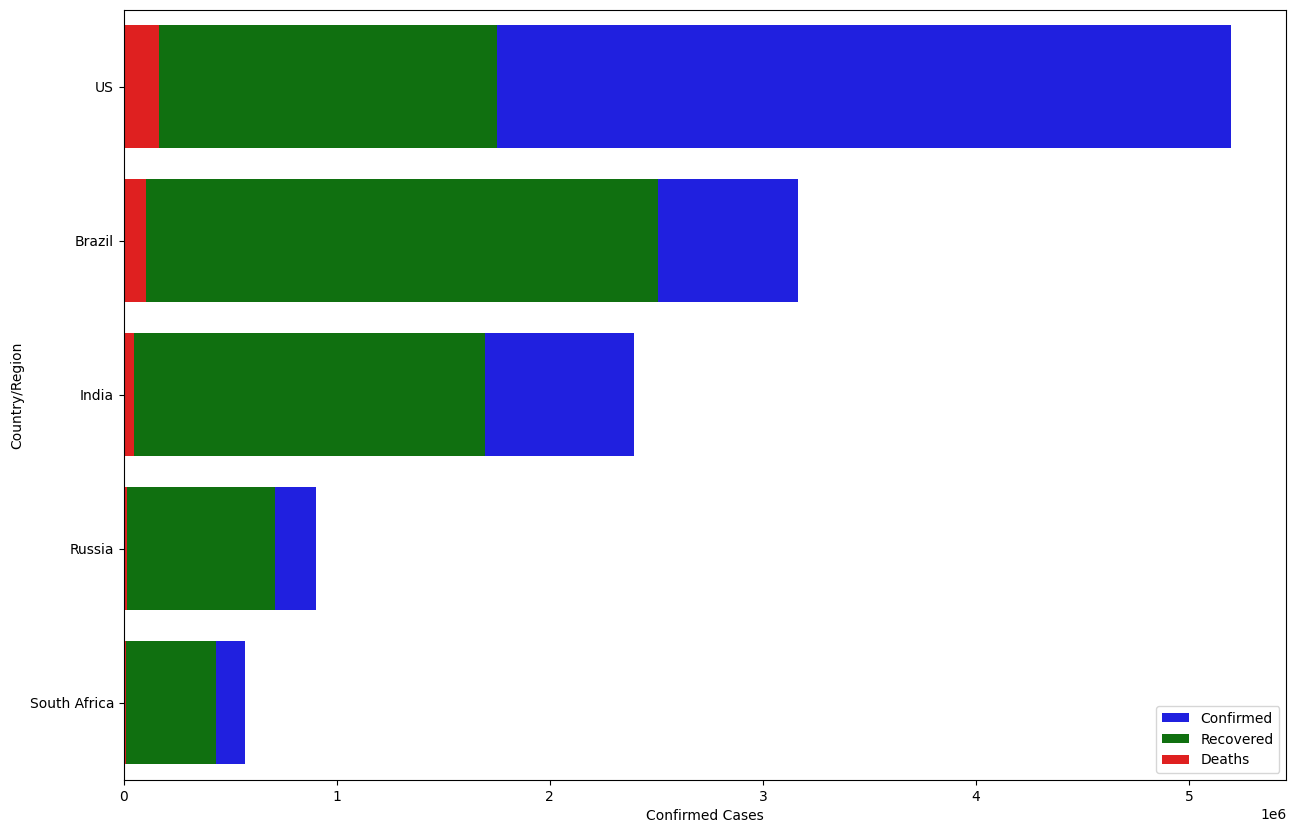 US
Brazil
India
Russia
South Africa
Country/Region
0 1 2 3 4 5
1e6
Confirmed Cases
Confirmed
Recovered
Deaths